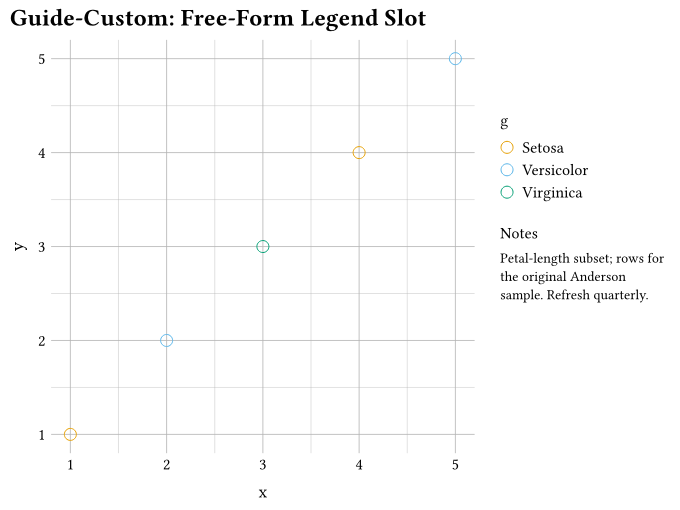 Guide-Custom: Free-Form Legend Slot
5
4
3
2
1
y
1 2 3 4 5
x
g
Setosa
Versicolor
Virginica
Notes
Petal-length subset; rows for
the original Anderson
sample. Refresh quarterly.